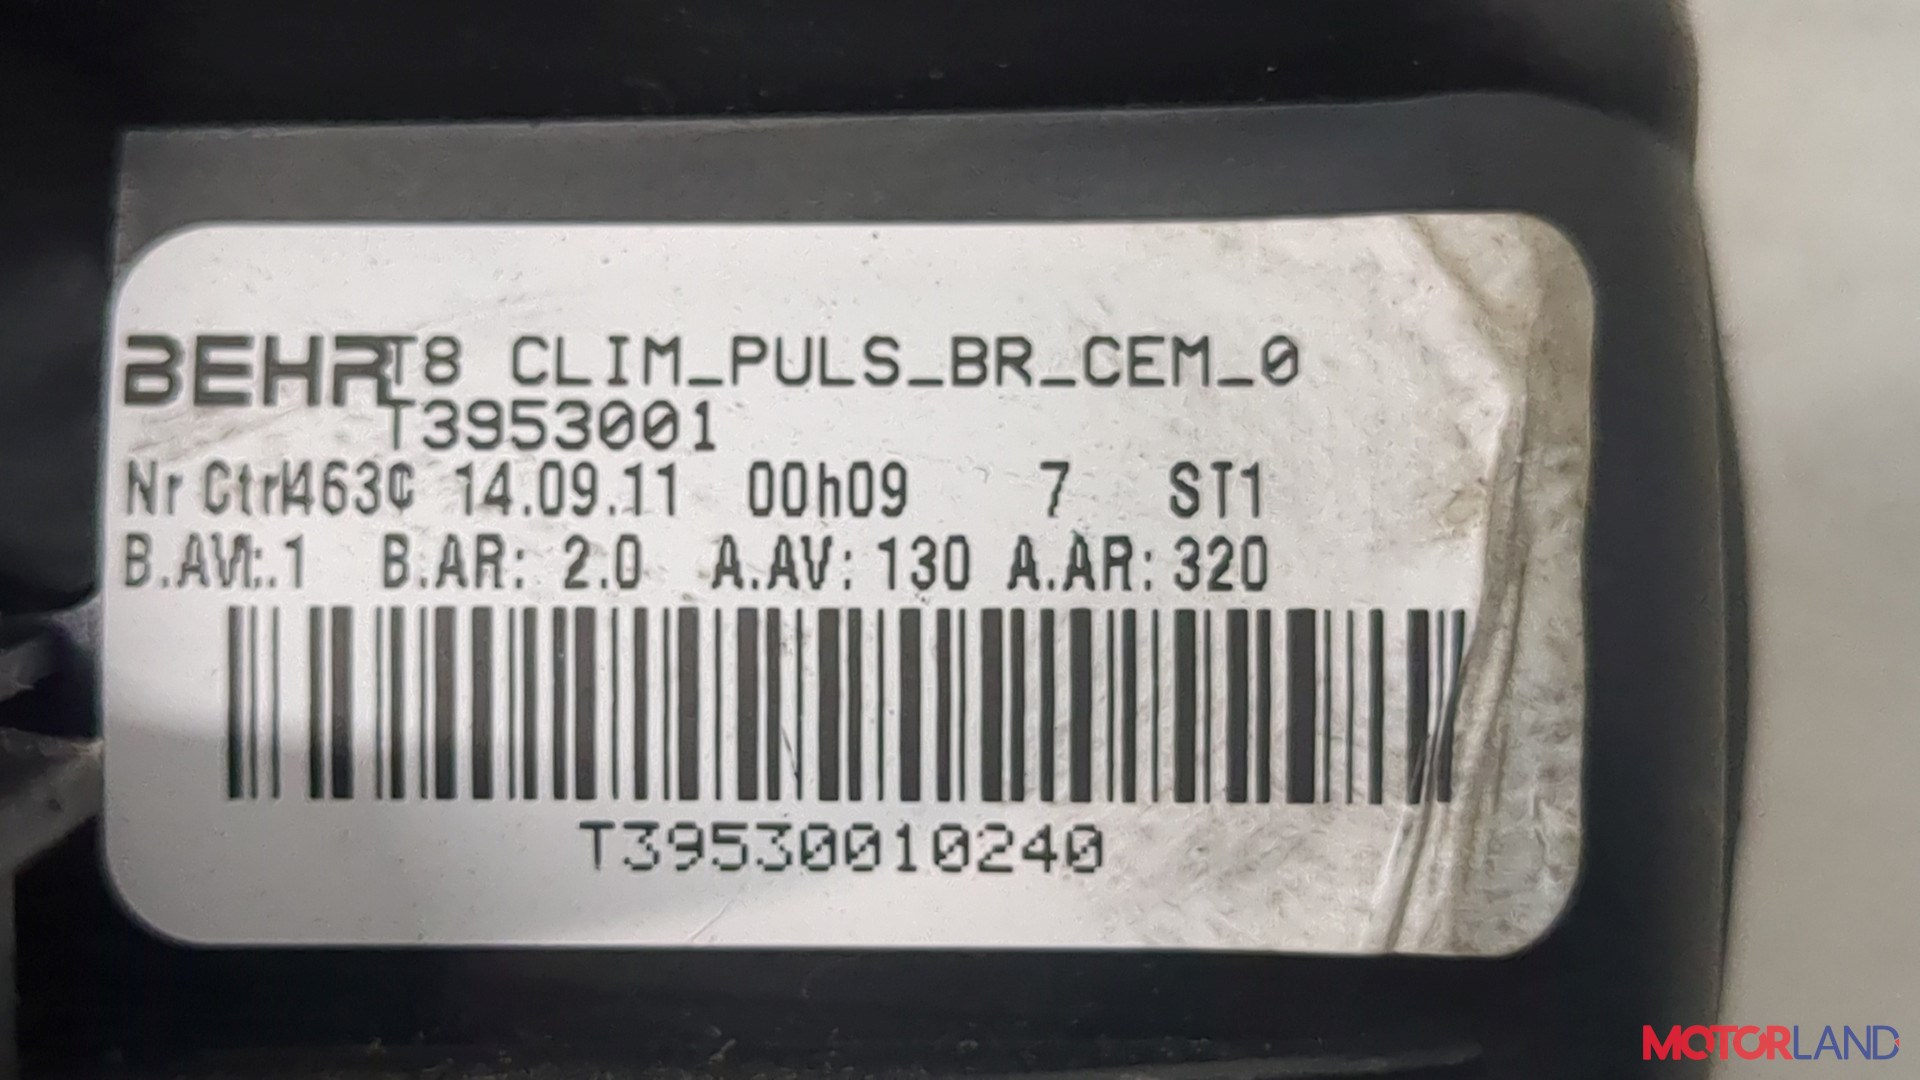 BEHR T8 CLIM_PULS_BR_CEM_0
T3953001
Nr Ctrl 463 14.09.11 00h09 7 ST1
B.AV: .1 B.AR: 2.0 A.AV: 130 A.AR: 320
T39530010240
MOTORLAND